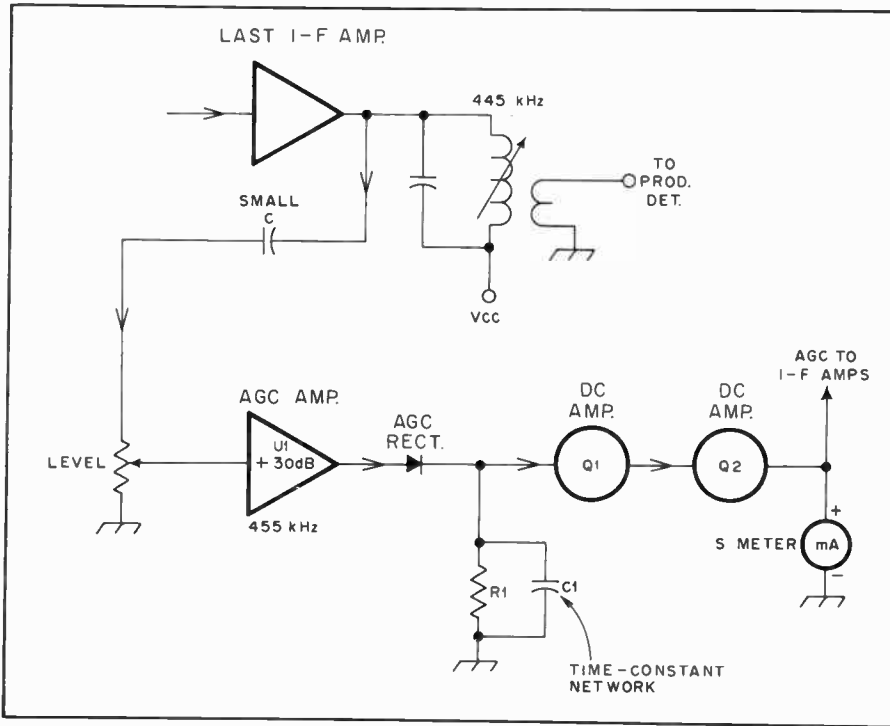 LAST I-F AMP.
445 kHz
TO
PROD.
DET.
SMALL
C
VCC
AGC TO
I-F AMPS
AGC AMP.
AGC
RECT.
DC
AMP.
DC
AMP.
LEVEL
U1
+30dB
Q1
Q2
455 kHz
+
S METER
mA
-
R1
C1
TIME-CONSTANT
NETWORK